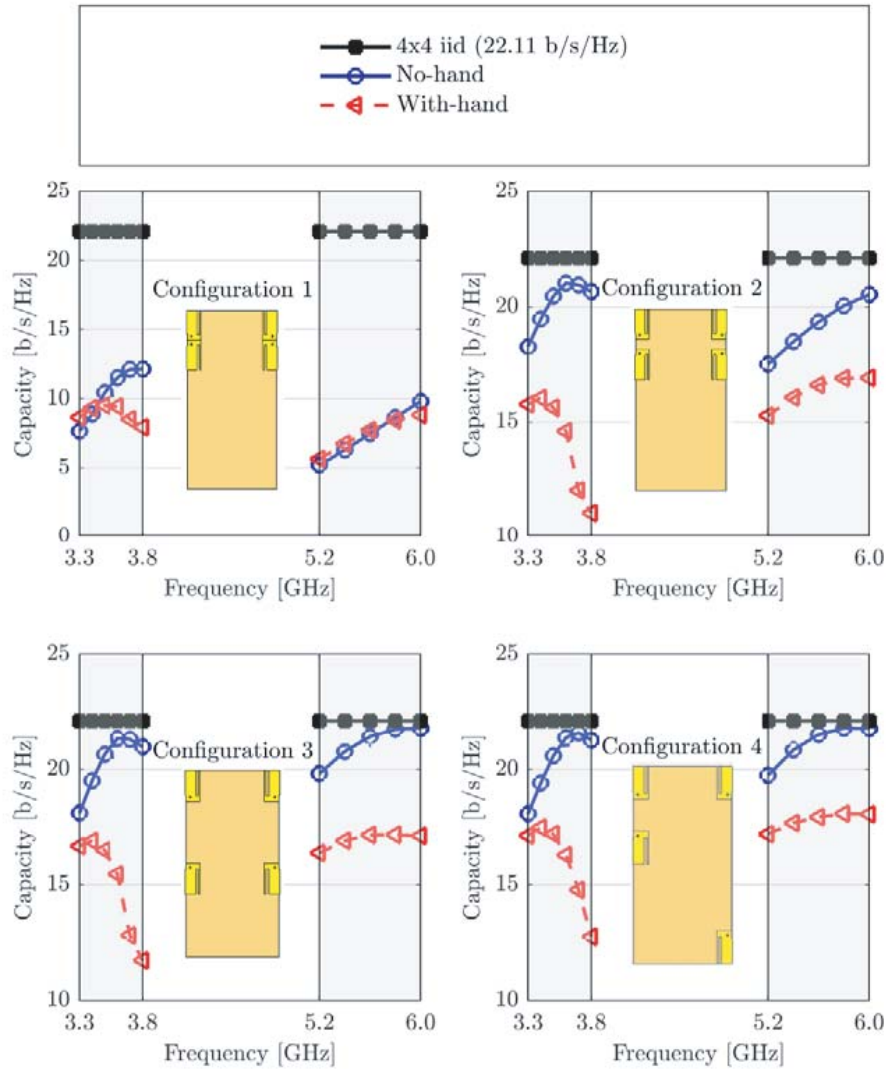 4x4 iid (22.11 b/s/Hz)
No-hand
With-hand
25
20
15
10
5
0
Capacity [b/s/Hz]
Configuration 1
3.3
3.8
5.2
6.0
Frequency [GHz]
25
20
15
10
Capacity [b/s/Hz]
Configuration 2
3.3
3.8
5.2
6.0
Frequency [GHz]
25
20
15
10
Capacity [b/s/Hz]
Configuration 3
3.3
3.8
5.2
6.0
Frequency [GHz]
25
20
15
10
Capacity [b/s/Hz]
Configuration 4
3.3
3.8
5.2
6.0
Frequency [GHz]